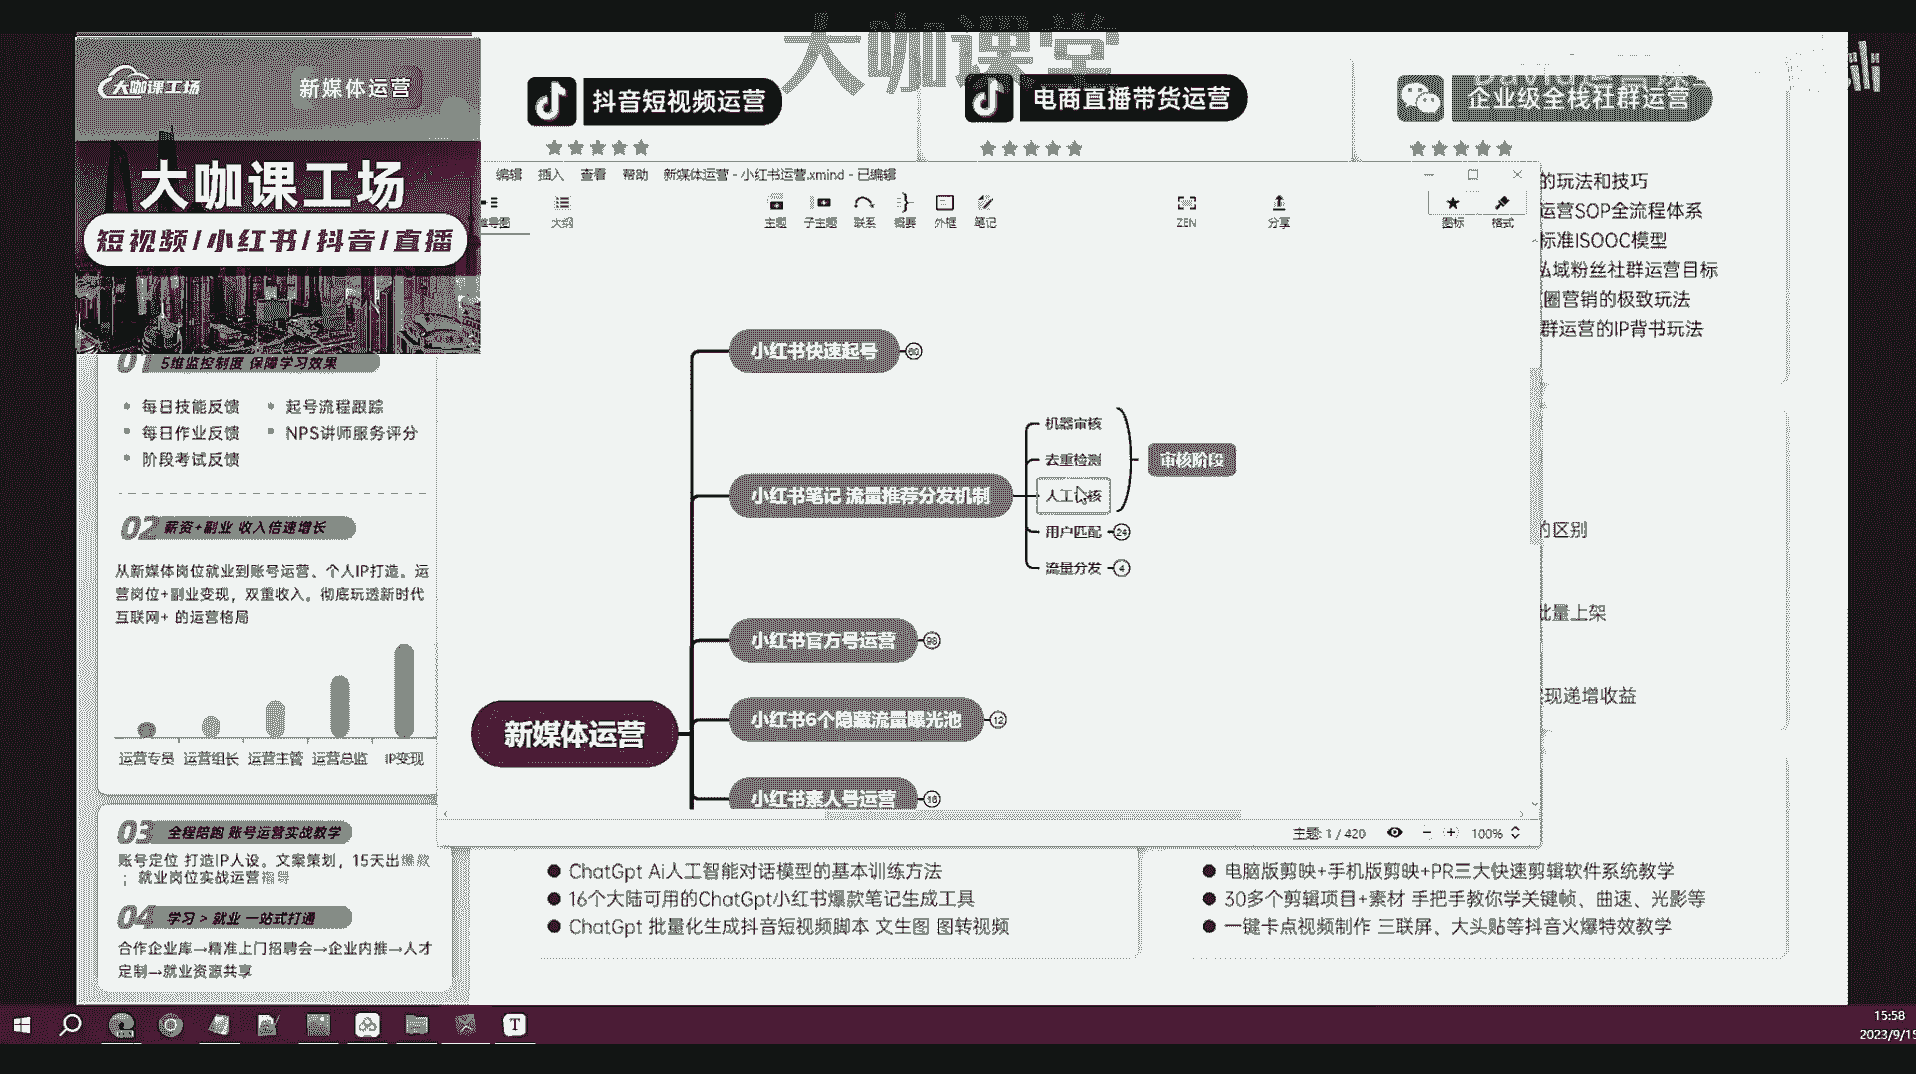 大咖课堂
大咖课工场
新媒体运营
大咖课工场
短视频/小红书/抖音/直播
抖音短视频运营
电商直播带货运营
企业级全栈社群运营
编辑 插入 查看 帮助 新媒体运营 - 小红书运营.xmind - 已编辑
大纲
主题
子主题
联系
概要
外框
笔记
ZEN
分享
图标
格式
的玩法和技巧
运营SOP全流程体系
标准ISOOC模型
私域粉丝社群运营目标
圈营销的极致玩法
群运营的IP背书玩法
的区别
批量上架
现递增收益
01 5维监控制度 保障学习效果
每日技能反馈
起号流程跟踪
每日作业反馈
NPS讲师服务评分
阶段考试反馈
02 薪资+副业 收入倍速增长
从新媒体岗位就业到账号运营、个人IP打造。运
营岗位+副业变现，双重收入。彻底玩透新时代
互联网+ 的运营格局
运营专员 运营组长 运营主管 运营总监 IP变现
03 全程陪跑 账号运营实战教学
账号定位 打造IP人设。文案策划，15天出爆款
；就业岗位实战运营指导
04 学习 > 就业 一站式打通
合作企业库→精准上门招聘会→企业内推→人才
定制→就业资源共享
新媒体运营
小红书快速起号 60
小红书笔记 流量推荐分发机制
机器审核
去重检测
人工审核
用户匹配 24
流量分发 4
审核阶段
小红书官方号运营 98
小红书6个隐藏流量曝光池 12
小红书素人号运营 16
主题: 1 / 420
100%
ChatGpt Ai人工智能对话模型的基本训练方法
16个大陆可用的ChatGpt小红书爆款笔记生成工具
ChatGpt 批量化生成抖音短视频脚本 文生图 图转视频
电脑版剪映+手机版剪映+PR三大快速剪辑软件系统教学
30多个剪辑项目+素材 手把手教你学关键帧、曲速、光影等
一键卡点视频制作 三联屏、大头贴等抖音火爆特效教学
15:58
2023/9/15